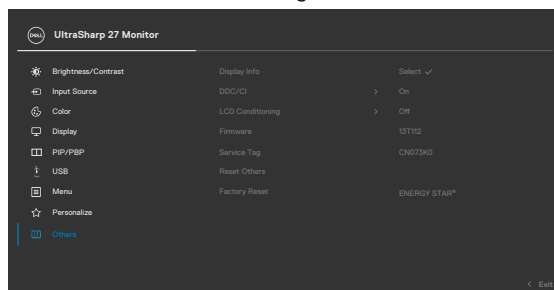 DELL UltraSharp 27 Monitor
Brightness/Contrast Display Info Select ✓
Input Source DDC/CI > On
Color LCD Conditioning > Off
Display Firmware 13T112
PIP/PBP Service Tag CN073K0
USB Reset Others
Menu Factory Reset ENERGY STAR®
Personalize
Others
< Exit